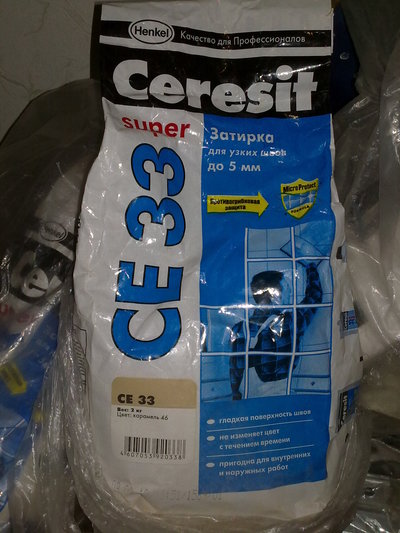 Henkel
Качество для Профессионалов
Ceresit
super
CE 33
Затирка
для узких швов
до 5 мм
Противогрибковая
защита
MicroProtect
CE 33
Вес: 2 кг
Цвет: карамель 46
4607053920338
• гладкая поверхность швов
• не изменяет цвет
с течением времени
• пригодна для внутренних
и наружных работ